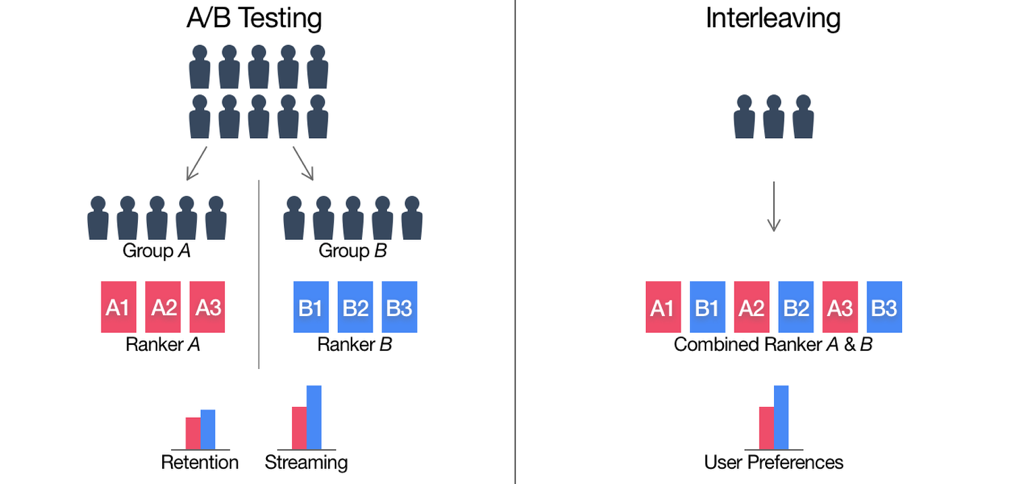 A/B Testing
Group A
Group B
A1 A2 A3
B1 B2 B3
Ranker A
Ranker B
Retention
Streaming
Interleaving
A1 B1 A2 B2 A3 B3
Combined Ranker A & B
User Preferences